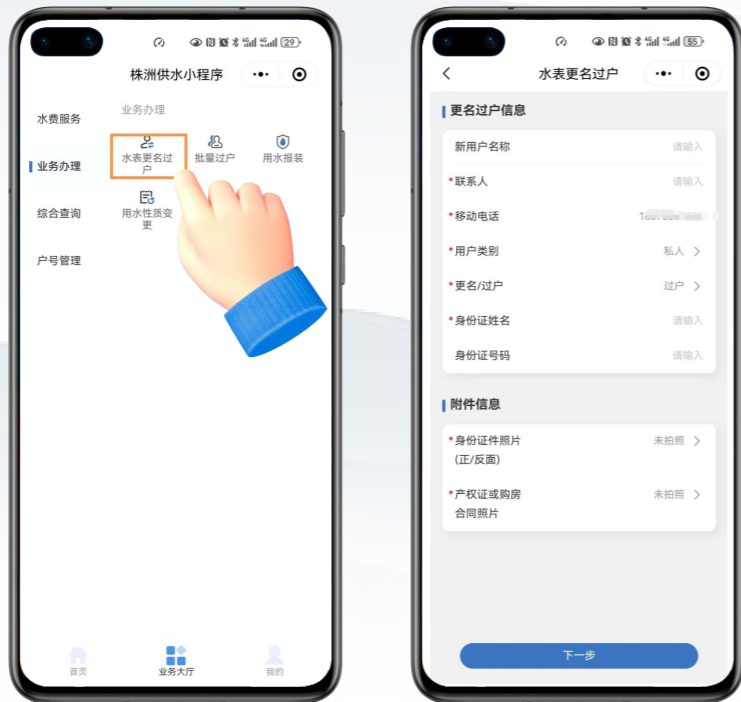 29
株洲供水小程序
水费服务
业务办理
综合查询
户号管理
业务办理
水表更名过
户
批量过户
用水报装
用水性质变
更
首页
业务大厅
我的
55
水表更名过户
更名过户信息
新用户名称 请输入
*联系人 请输入
*移动电话
*用户类别 私人
*更名/过户 过户
*身份证姓名 请输入
身份证号码 请输入
附件信息
*身份证件照片 未拍照
(正/反面)
*产权证或购房 未拍照
合同照片
下一步